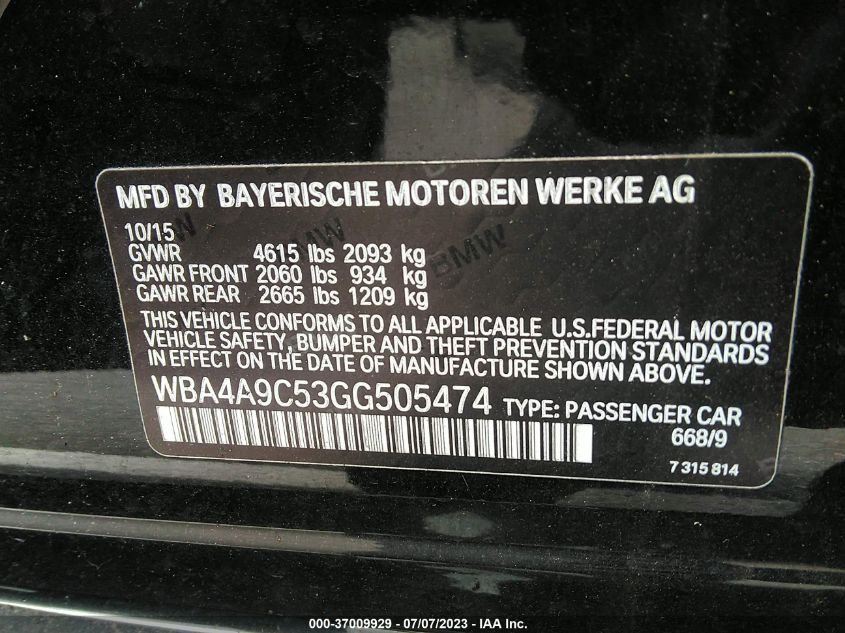 MFD BY BAYERISCHE MOTOREN WERKE AG
10/15
GVWR 4615 lbs 2093 kg
GAWR FRONT 2060 lbs 934 kg
GAWR REAR 2665 lbs 1209 kg
THIS VEHICLE CONFORMS TO ALL APPLICABLE U.S.FEDERAL MOTOR
VEHICLE SAFETY, BUMPER AND THEFT PREVENTION STANDARDS
IN EFFECT ON THE DATE OF MANUFACTURE SHOWN ABOVE.
WBA4A9C53GG505474 TYPE: PASSENGER CAR
668/9
7 315 814
BMW
BMW
BMW
000-37009929 - 07/07/2023 - © IAA, Inc.